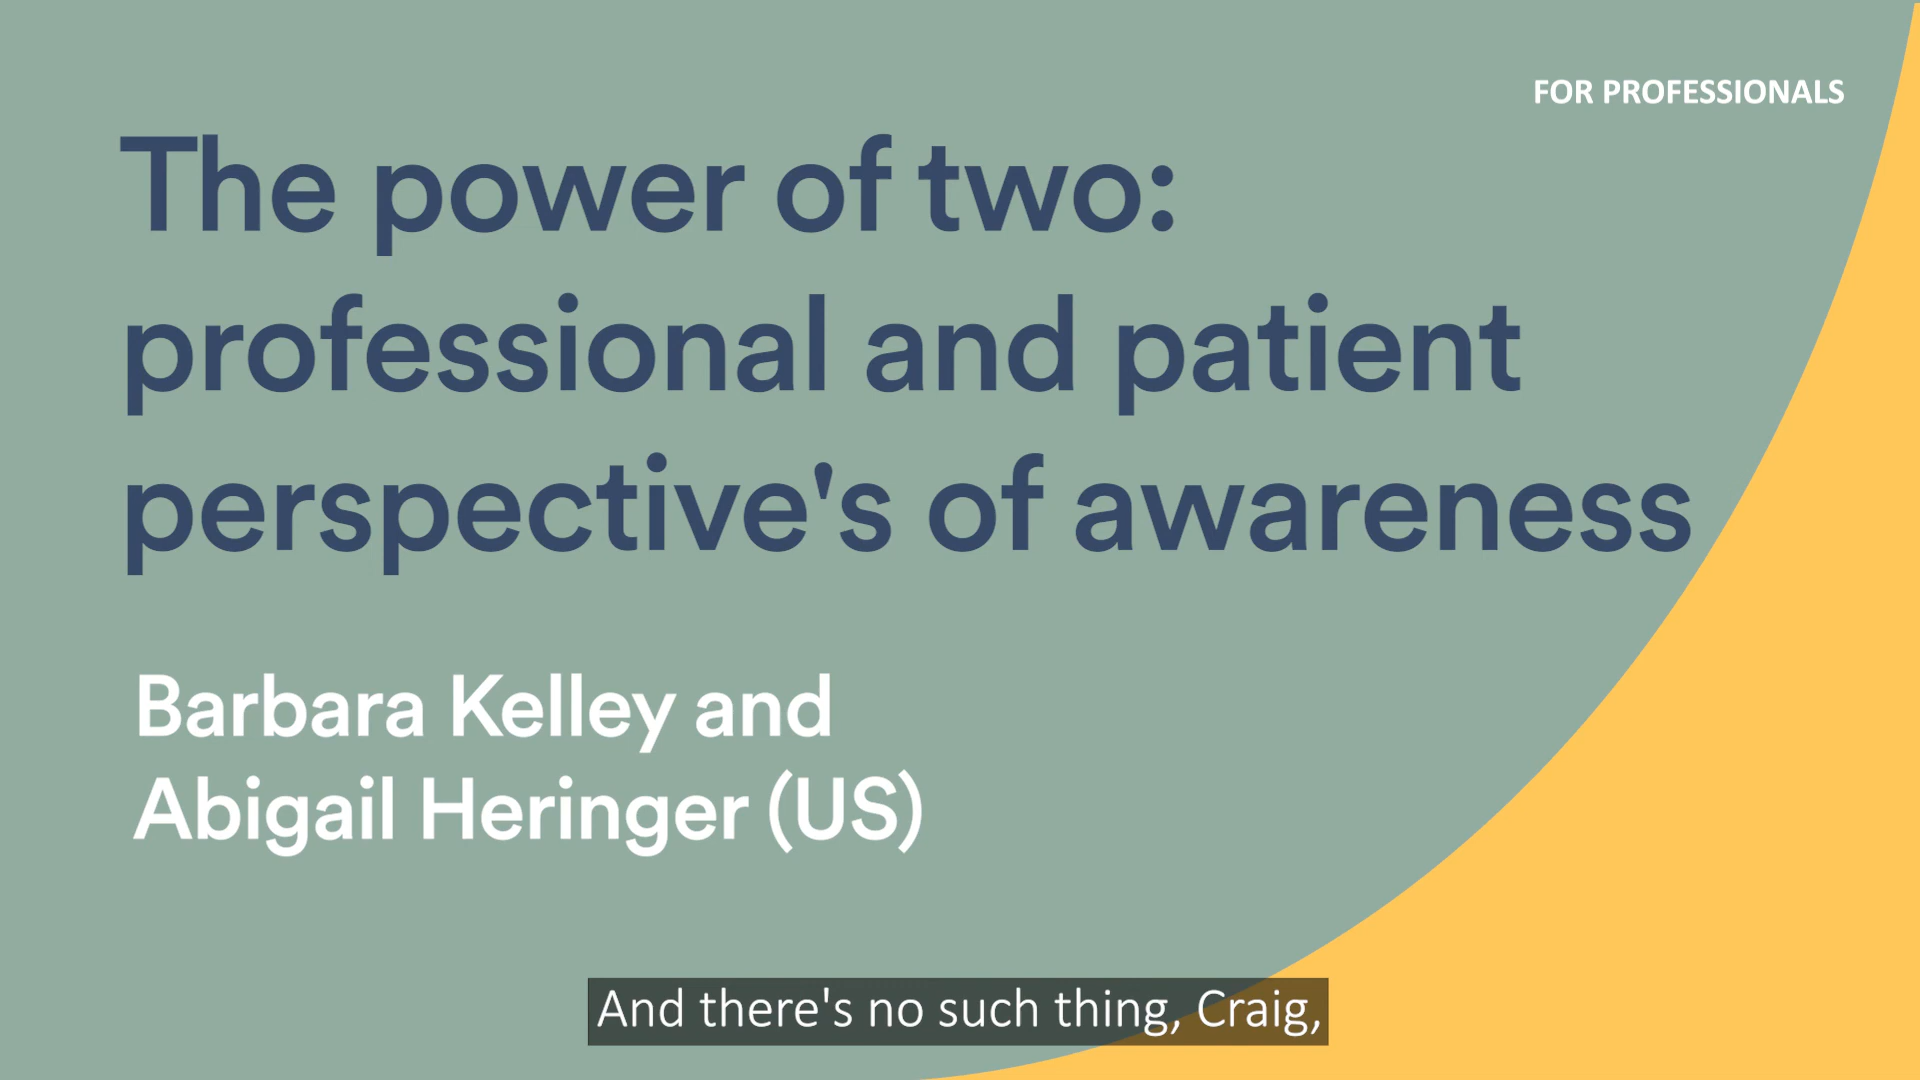 FOR PROFESSIONALS
The power of two:
professional and patient
perspective's of awareness
Barbara Kelley and
Abigail Heringer (US)
And there's no such thing, Craig,